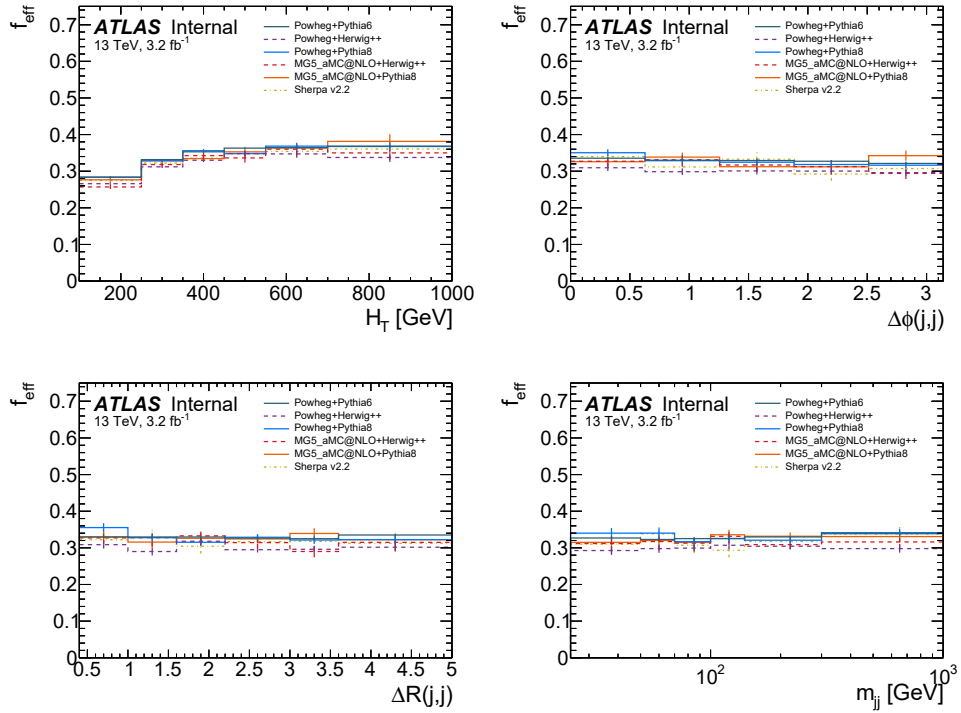 f_eff
0.7
0.6
0.5
0.4
0.3
0.2
0.1
0
ATLAS Internal
13 TeV, 3.2 fb⁻¹
Powheg+Pythia6
Powheg+Herwig++
Powheg+Pythia8
MG5_aMC@NLO+Herwig++
MG5_aMC@NLO+Pythia8
Sherpa v2.2
200 400 600 800 1000
H_T [GeV]
f_eff
0.7
0.6
0.5
0.4
0.3
0.2
0.1
0
ATLAS Internal
13 TeV, 3.2 fb⁻¹
Powheg+Pythia6
Powheg+Herwig++
Powheg+Pythia8
MG5_aMC@NLO+Herwig++
MG5_aMC@NLO+Pythia8
Sherpa v2.2
0 0.5 1 1.5 2 2.5 3
Δϕ(j,j)
f_eff
0.7
0.6
0.5
0.4
0.3
0.2
0.1
0
ATLAS Internal
13 TeV, 3.2 fb⁻¹
Powheg+Pythia6
Powheg+Herwig++
Powheg+Pythia8
MG5_aMC@NLO+Herwig++
MG5_aMC@NLO+Pythia8
Sherpa v2.2
0.5 1 1.5 2 2.5 3 3.5 4 4.5 5
ΔR(j,j)
f_eff
0.7
0.6
0.5
0.4
0.3
0.2
0.1
0
ATLAS Internal
13 TeV, 3.2 fb⁻¹
Powheg+Pythia6
Powheg+Herwig++
Powheg+Pythia8
MG5_aMC@NLO+Herwig++
MG5_aMC@NLO+Pythia8
Sherpa v2.2
10² 10³
m_jj [GeV]